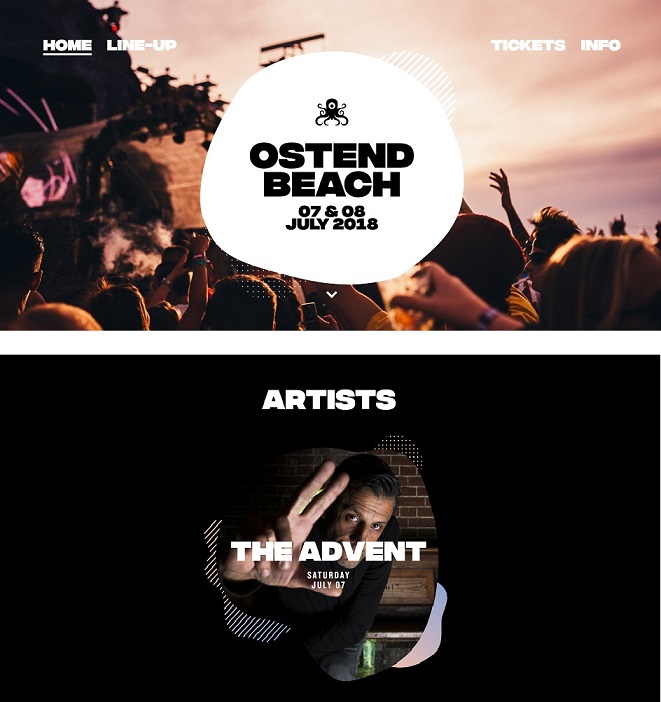 HOME LINE-UP TICKETS INFO
OSTEND
BEACH
07 & 08
JULY 2018
ARTISTS
THE ADVENT
SATURDAY
JULY 07